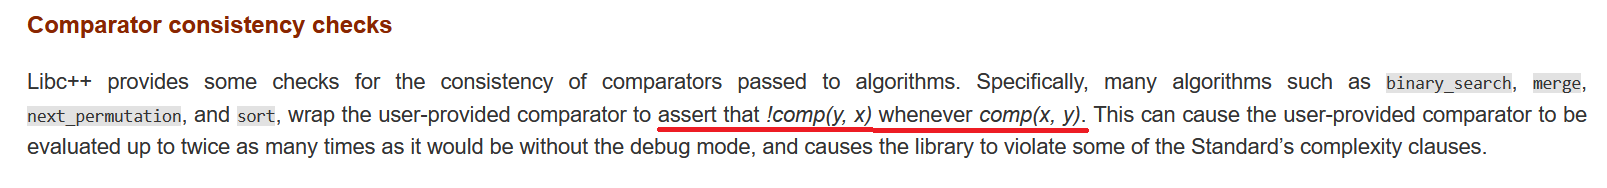 Comparator consistency checks
Libc++ provides some checks for the consistency of comparators passed to algorithms. Specifically, many algorithms such as binary_search, merge,
next_permutation, and sort, wrap the user-provided comparator to assert that !comp(y, x) whenever comp(x, y). This can cause the user-provided comparator to be
evaluated up to twice as many times as it would be without the debug mode, and causes the library to violate some of the Standard’s complexity clauses.